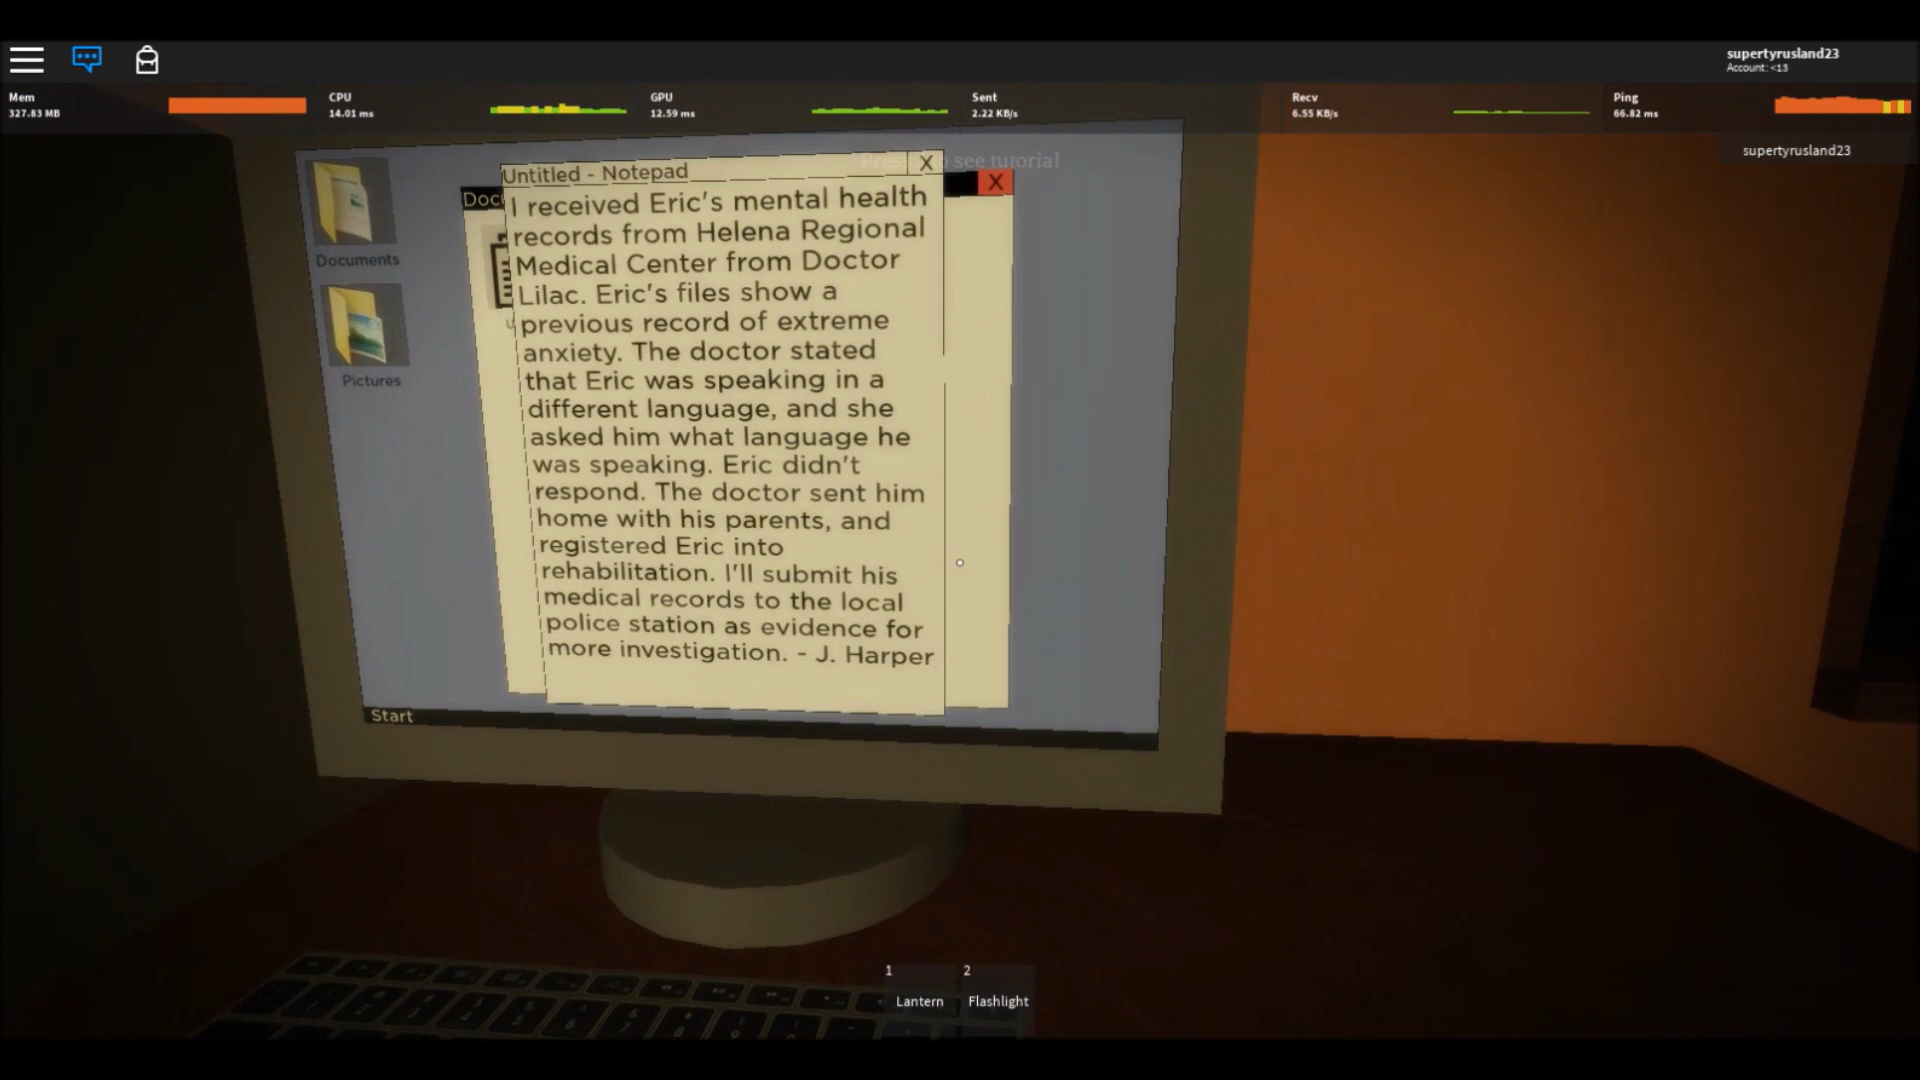 supertyrusland23
Account: <13
Mem
327.83 MB
CPU
14.01 ms
GPU
12.59 ms
Sent
2.22 KB/s
Recv
6.55 KB/s
Ping
66.82 ms
supertyrusland23
Press to see tutorial
Untitled - Notepad
X
X
Documents
Pictures
I received Eric's mental health
records from Helena Regional
Medical Center from Doctor
Lilac. Eric's files show a
previous record of extreme
anxiety. The doctor stated
that Eric was speaking in a
different language, and she
asked him what language he
was speaking. Eric didn't
respond. The doctor sent him
home with his parents, and
registered Eric into
rehabilitation. I'll submit his
medical records to the local
police station as evidence for
more investigation. - J. Harper
Start
1
2
Lantern
Flashlight